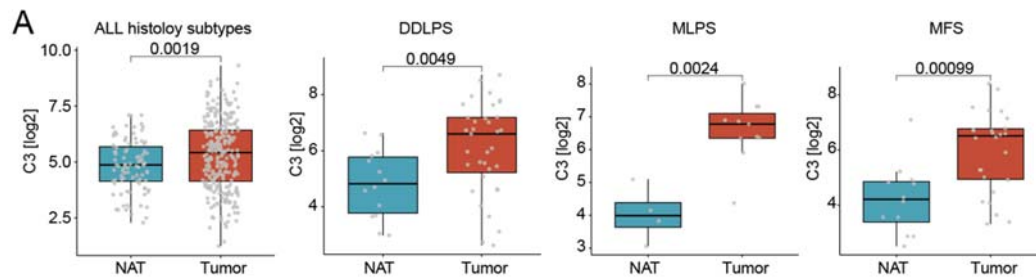 A
ALL histoloy subtypes
C3 [log2]
10.0
7.5
5.0
2.5
0.0019
NAT Tumor
DDLPS
C3 [log2]
8
6
4
0.0049
NAT Tumor
MLPS
C3 [log2]
8
7
6
5
4
3
0.0024
NAT Tumor
MFS
C3 [log2]
8
6
4
0.00099
NAT Tumor